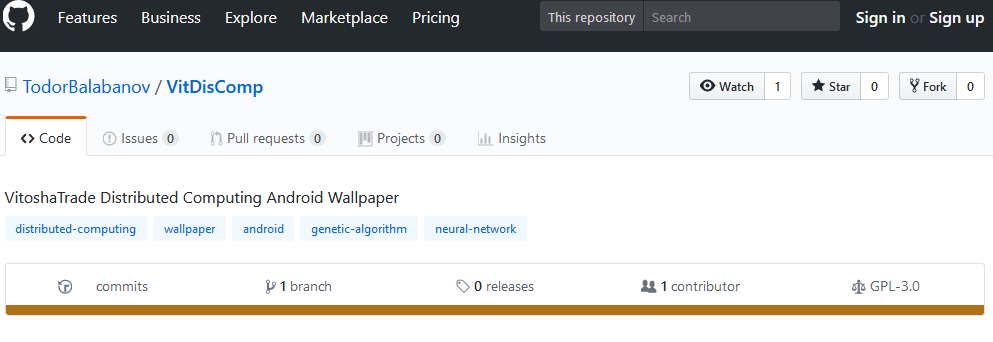 Features Business Explore Marketplace Pricing This repository Search Sign in or Sign up
TodorBalabanov / VitDisComp Watch 1 Star 0 Fork 0
Code Issues 0 Pull requests 0 Projects 0 Insights
VitoshaTrade Distributed Computing Android Wallpaper
distributed-computing wallpaper android genetic-algorithm neural-network
commits 1 branch 0 releases 1 contributor GPL-3.0